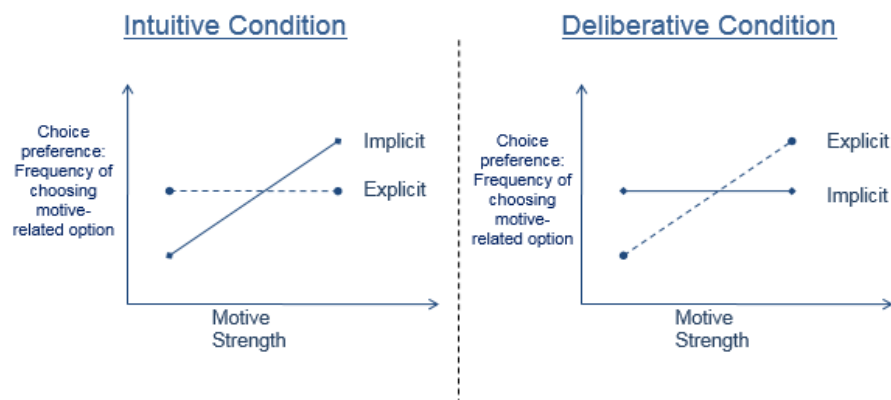 Intuitive Condition
Choice
preference:
Frequency of
choosing
motive-
related option
Implicit
Explicit
Motive
Strength
Deliberative Condition
Choice
preference:
Frequency of
choosing
motive-
related option
Explicit
Implicit
Motive
Strength